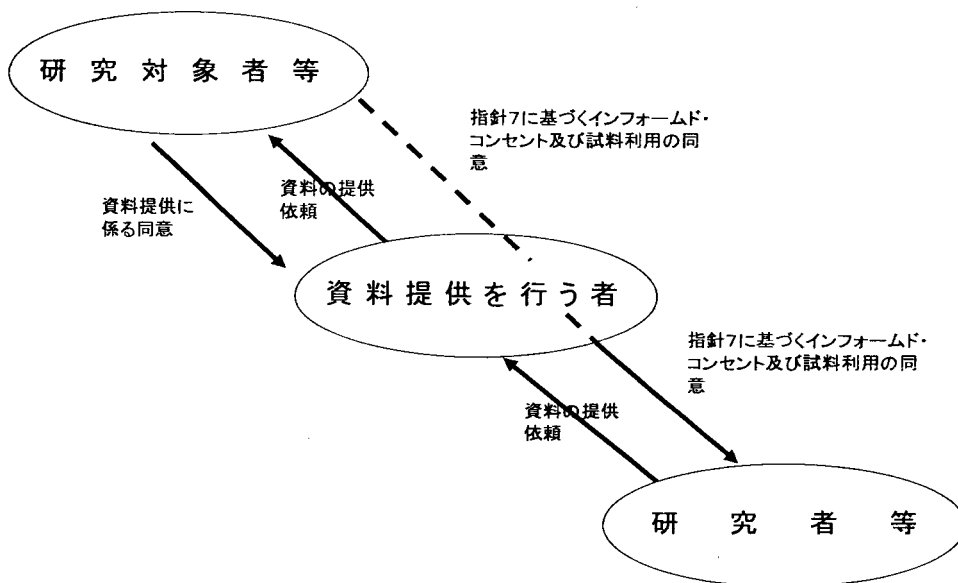 研究対象者等
指針7に基づくインフォームド・
コンセント及び試料利用の同
意
資料の提供
依頼
資料提供に
係る同意
資料提供を行う者
指針7に基づくインフォームド・
コンセント及び試料利用の同
意
資料の提供
依頼
研究者等